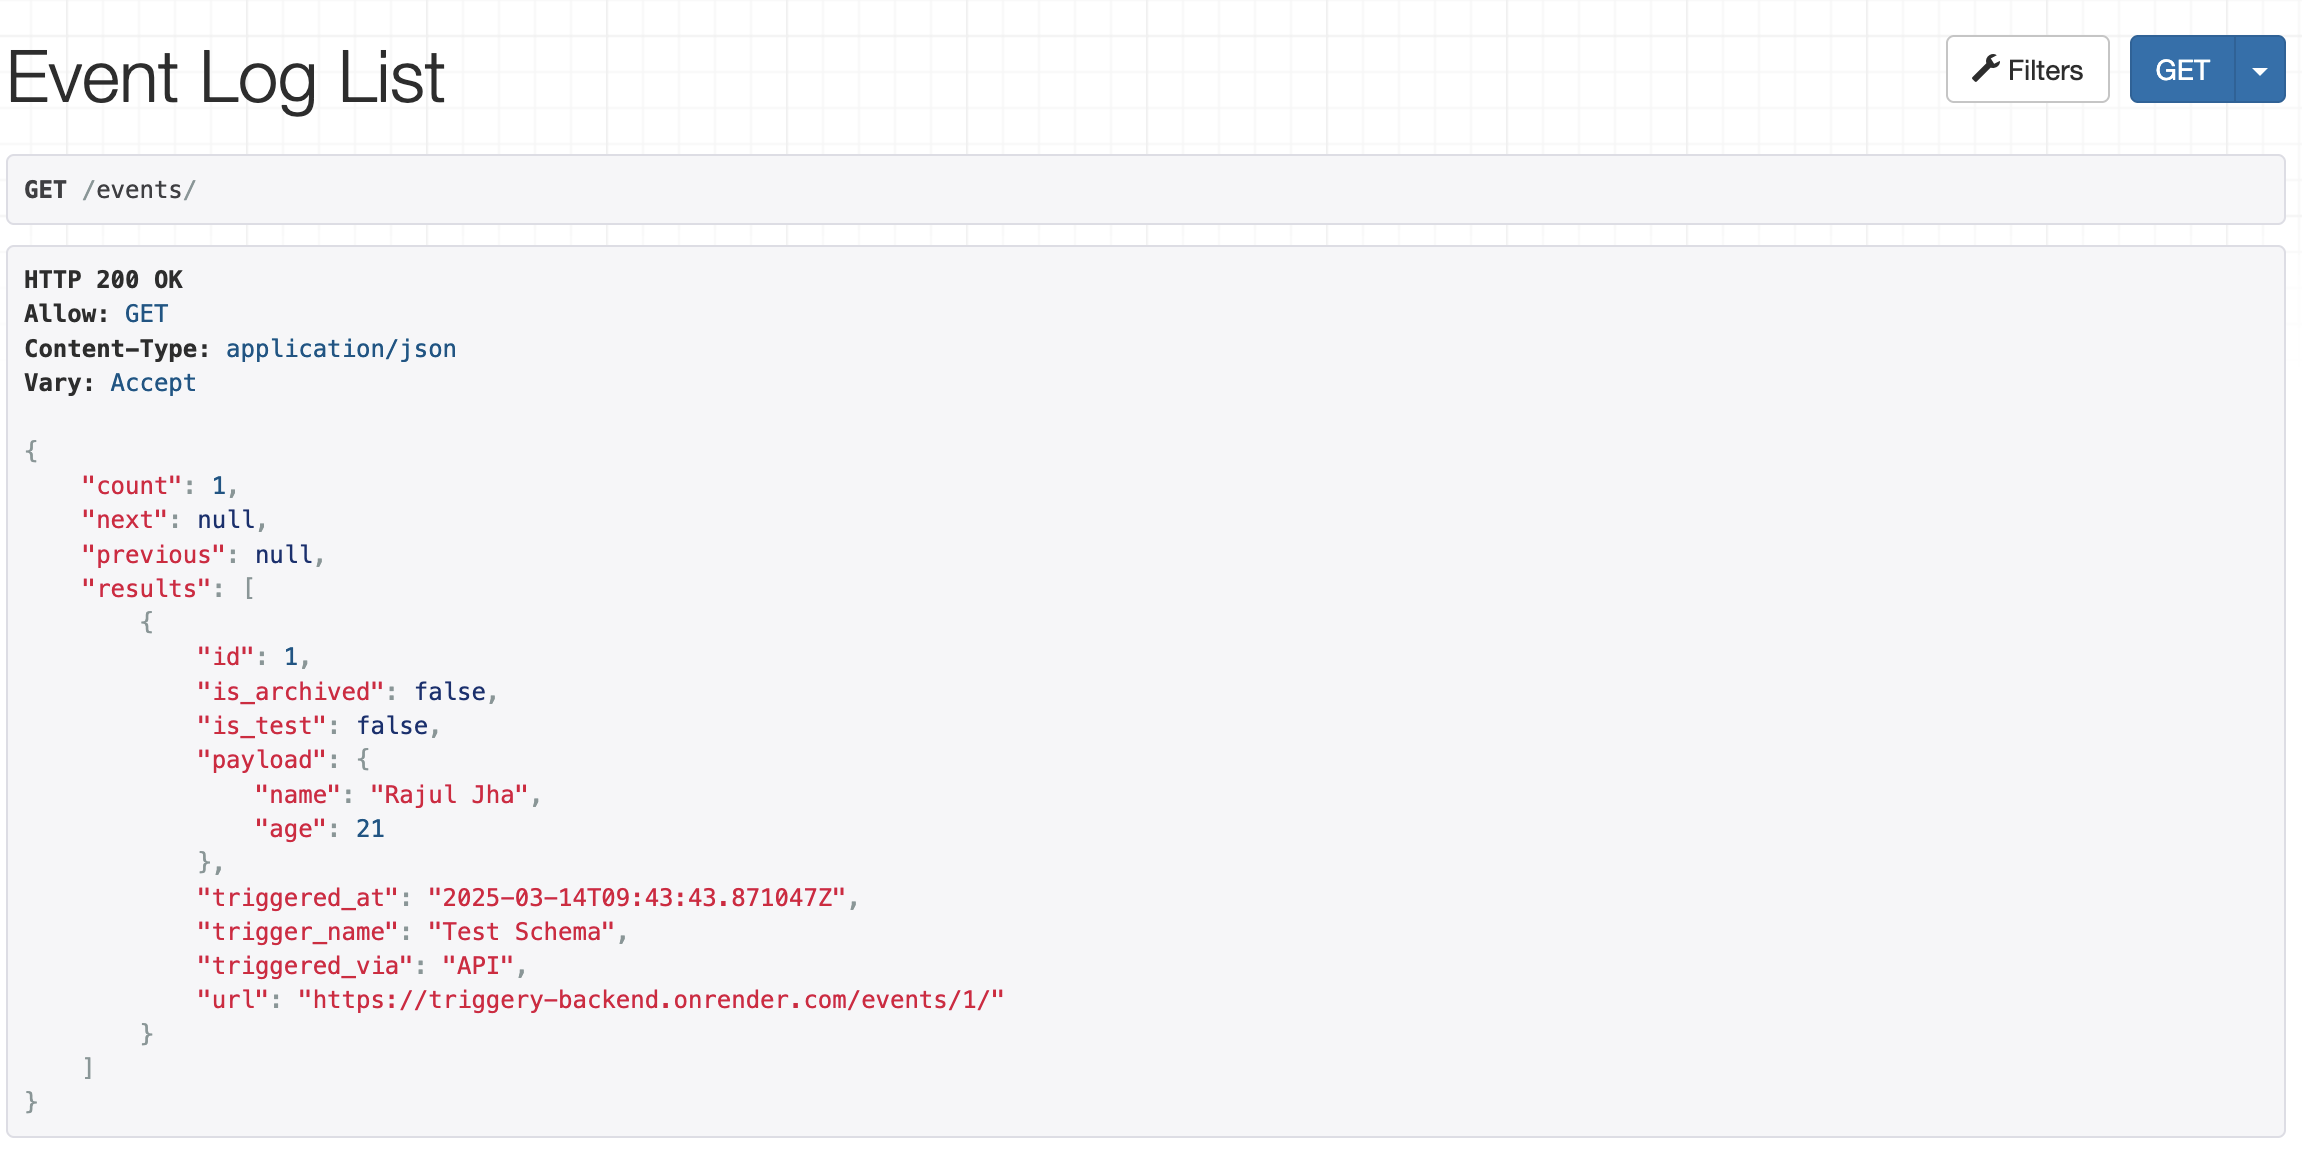 Event Log List
Filters
GET
GET /events/
HTTP 200 OK
Allow: GET
Content-Type: application/json
Vary: Accept
{
    "count": 1,
    "next": null,
    "previous": null,
    "results": [
        {
            "id": 1,
            "is_archived": false,
            "is_test": false,
            "payload": {
                "name": "Rajul Jha",
                "age": 21
            },
            "triggered_at": "2025-03-14T09:43:43.871047Z",
            "trigger_name": "Test Schema",
            "triggered_via": "API",
            "url": "https://triggery-backend.onrender.com/events/1/"
        }
    ]
}